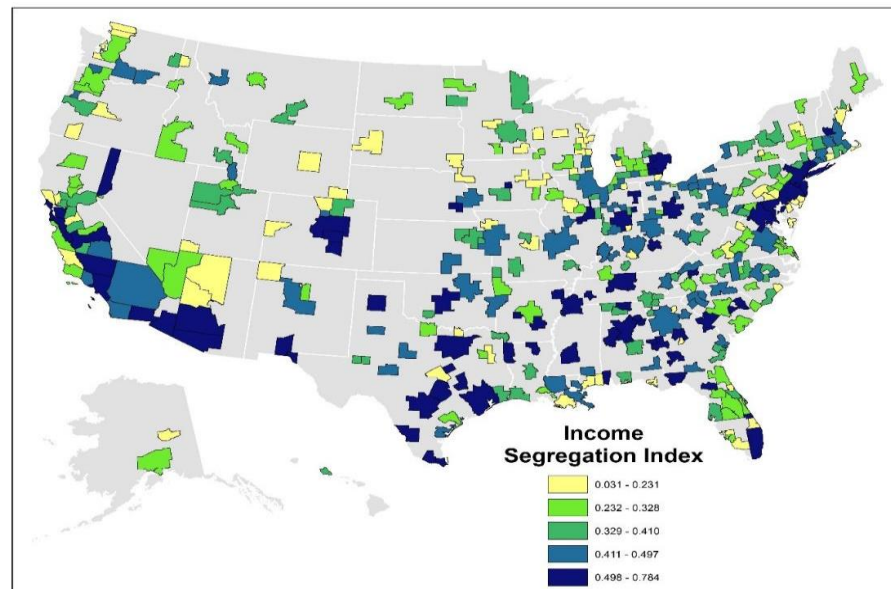 Income
Segregation Index
0.031 - 0.231
0.232 - 0.328
0.329 - 0.410
0.411 - 0.497
0.498 - 0.784